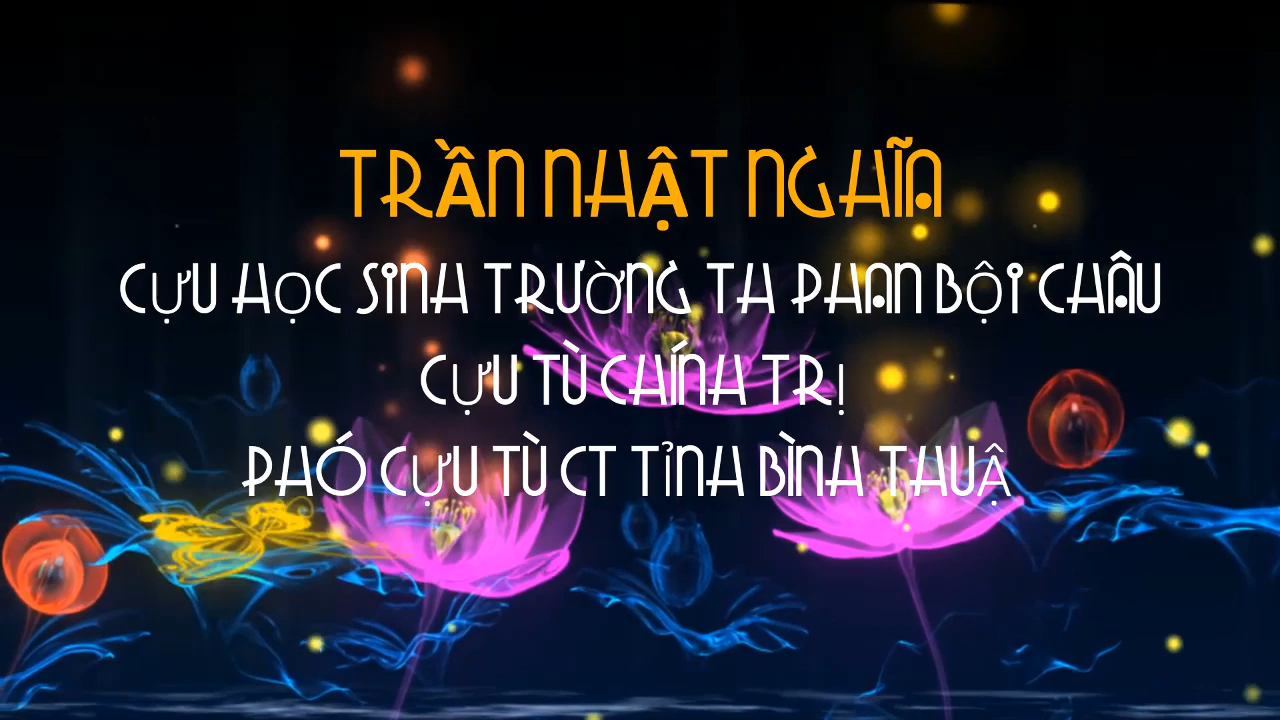 TRẦN NHẬT NGHĨA
CỰU HỌC SINH TRƯỜNG TH PHAN BỘI CHÂU
CỰU TÙ CHÍNH TRỊ
PHÓ CỰU TÙ CT TỈNH BÌNH THUẬ